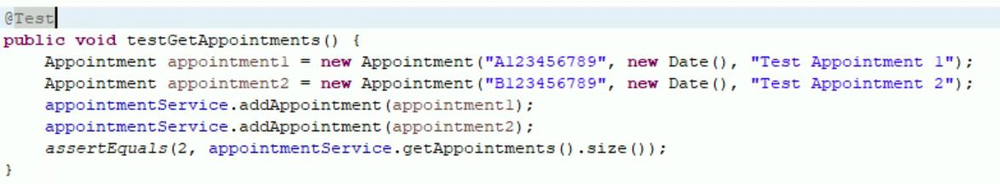 @Test
public void testGetAppointments() {
    Appointment appointment1 = new Appointment("A123456789", new Date(), "Test Appointment 1");
    Appointment appointment2 = new Appointment("B123456789", new Date(), "Test Appointment 2");
    appointmentService.addAppointment(appointment1);
    appointmentService.addAppointment(appointment2);
    assertEquals(2, appointmentService.getAppointments().size());
}